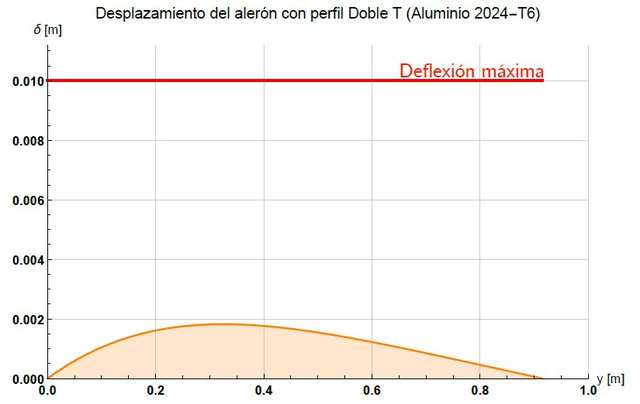 Desplazamiento del alerón con perfil Doble T (Aluminio 2024-T6)
δ [m]
Deflexión máxima
0.010
0.008
0.006
0.004
0.002
0.000
0.0 0.2 0.4 0.6 0.8 1.0 y [m]